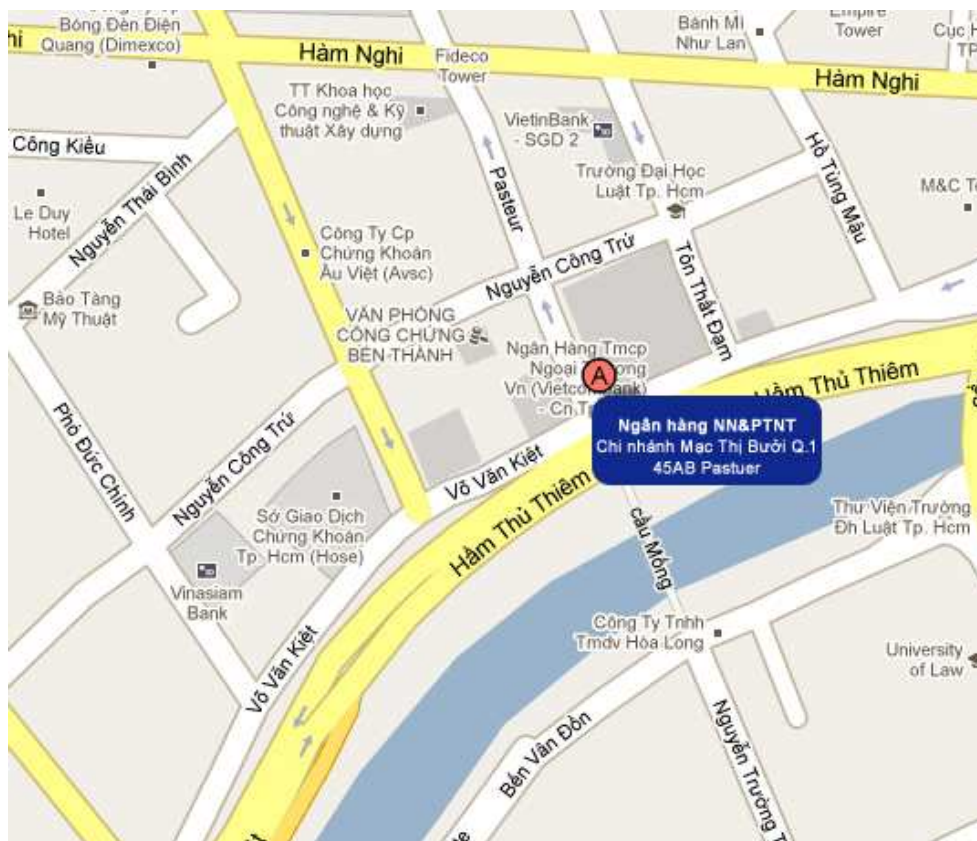 Bóng Đèn Điện
Quang (Dimexco)
Hàm Nghi
Fideco
Tower
Bánh Mì
Như Lan
Empire
Tower
Hàm Nghi
TT Khoa học
Công nghệ & Kỹ
thuật Xây dựng
VietinBank
- SGD 2
Công Kiều
Nguyễn Thái Bình
Pasteur
Trường Đại Học
Luật Tp. Hcm
Hồ Tùng Mậu
Le Duy
Hotel
Công Ty Cp
Chứng Khoán
Âu Việt (Avsc)
Nguyễn Công Trứ
Tôn Thất Đạm
Bảo Tàng
Mỹ Thuật
VĂN PHÒNG
CÔNG CHỨNG
BẾN THÀNH
Ngân Hàng Tmcp
Ngoại
Vn (Vietcombank)
- Cn
A
Hầm Thủ Thiêm
Ngân hàng NN&PTNT
Chi nhánh Mạc Thị Bưởi Q.1
45AB Pastuer
Phó Đức Chính
Nguyễn Công Trứ
Võ Văn Kiệt
Hầm Thủ Thiêm
Sở Giao Dịch
Chứng Khoán
Tp. Hcm (Hose)
cầu Mống
Thư Viện Trường
Đh Luật Tp. Hcm
Vinasiam
Bank
Công Ty Tnhh
Tmdv Hòa Long
Võ Văn Kiệt
University
of Law
Bến Vân Đồn
Nguyễn Trường